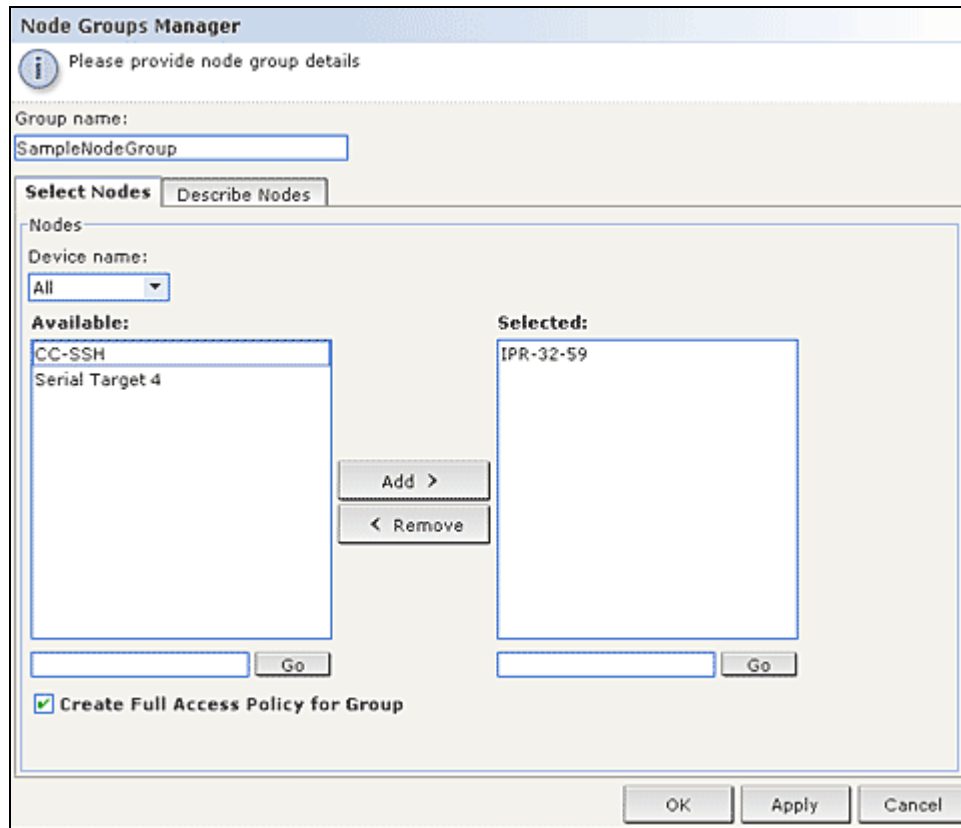 Node Groups Manager
Please provide node group details
Group name:
SampleNodeGroup
Select Nodes
Describe Nodes
Nodes
Device name:
All
Available:
CC-SSH
Serial Target 4
Add >
< Remove
Selected:
IPR-32-59
Go
Go
Create Full Access Policy for Group
OK
Apply
Cancel